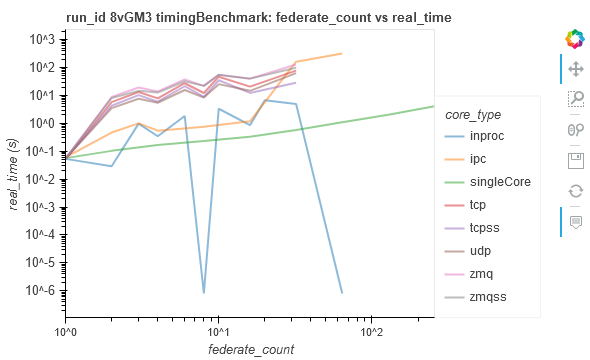 run_id 8vGM3 timingBenchmark: federate_count vs real_time
10^3
10^2
10^1
10^0
10^-1
10^-2
10^-3
10^-4
10^-5
10^-6
real_time (s)
10^0
10^1
10^2
federate_count
core_type
inproc
ipc
singleCore
tcp
tcpss
udp
zmq
zmqss